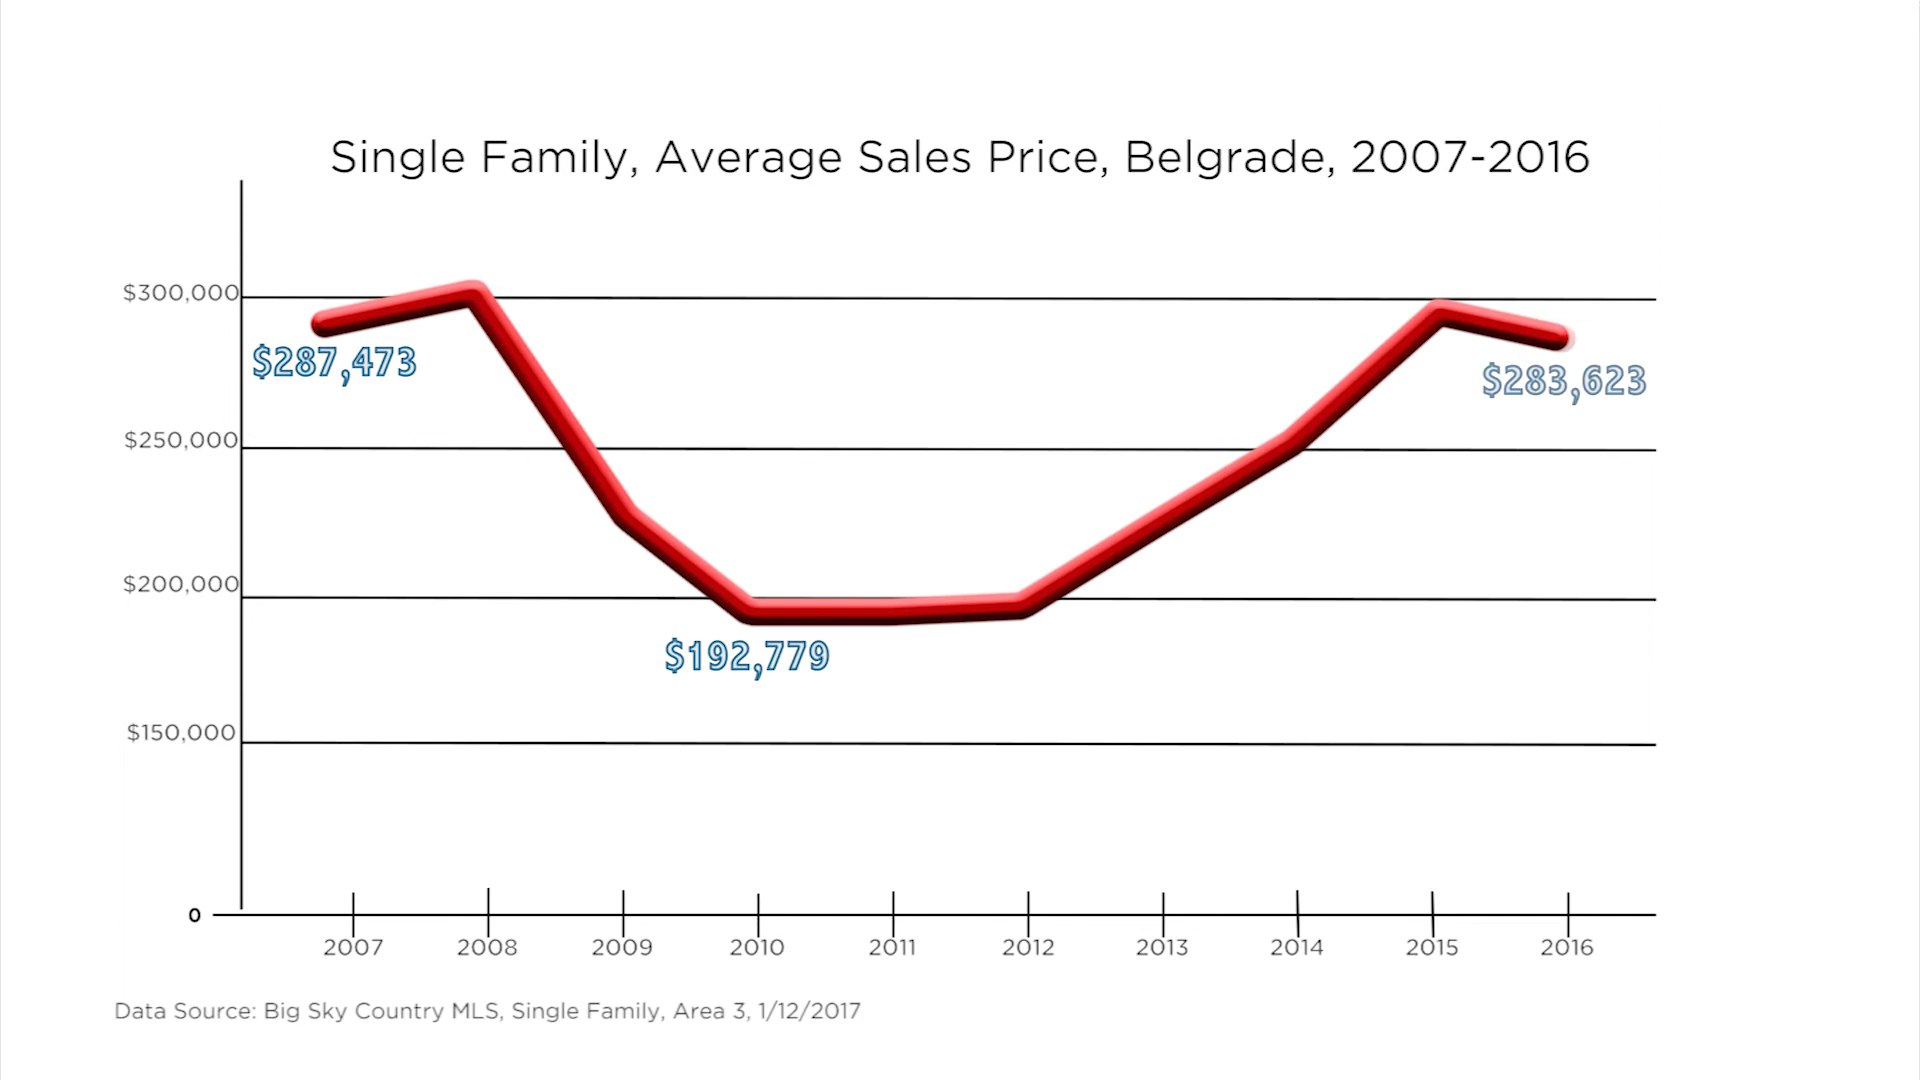 Single Family, Average Sales Price, Belgrade, 2007-2016
$300,000
$287,473
$283,623
$250,000
$200,000
$192,779
$150,000
0
2007 2008 2009 2010 2011 2012 2013 2014 2015 2016
Data Source: Big Sky Country MLS, Single Family, Area 3, 1/12/2017